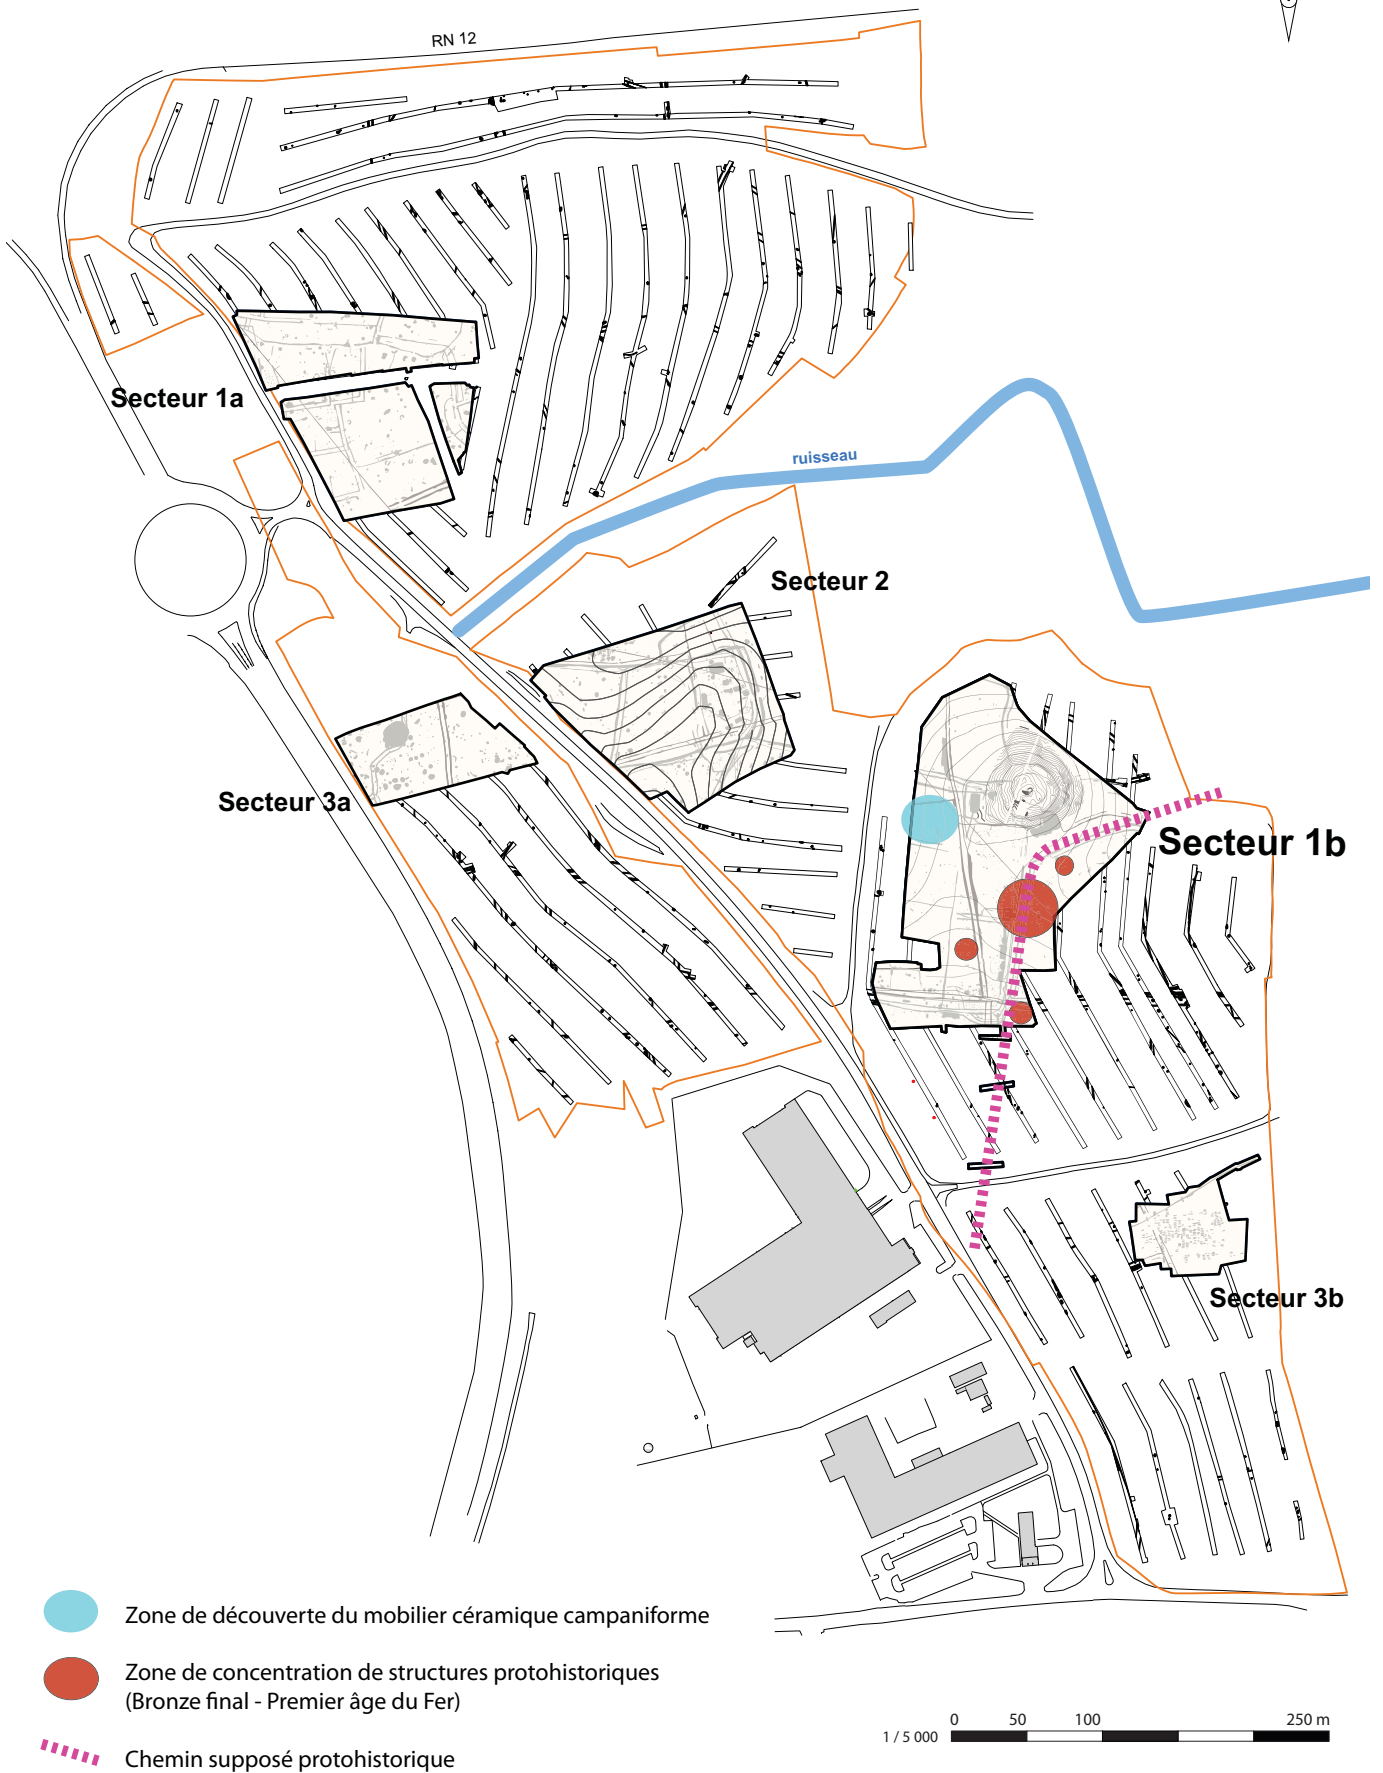 RN 12
Secteur 1a
ruisseau
Secteur 2
Secteur 3a
Secteur 1b
Secteur 3b
Zone de découverte du mobilier céramique campaniforme
Zone de concentration de structures protohistoriques
(Bronze final - Premier âge du Fer)
Chemin supposé protohistorique
0 50 100 250 m
1 / 5 000